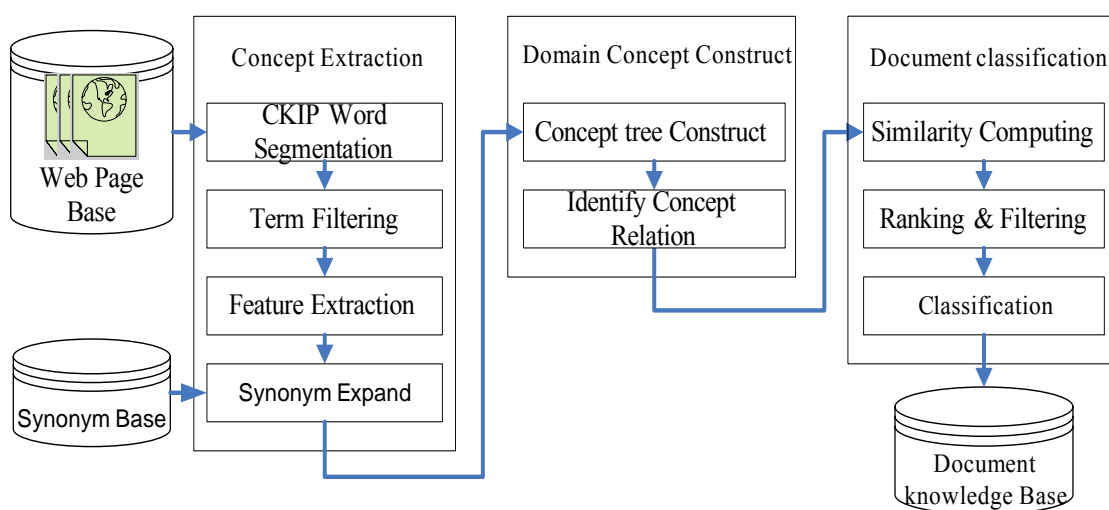 Web Page
Base
Synonym Base
Concept Extraction
CKIP Word
Segmentation
Term Filtering
Feature Extraction
Synonym Expand
Domain Concept Construct
Concept tree Construct
Identify Concept
Relation
Document classification
Similarity Computing
Ranking & Filtering
Classification
Document
knowledge Base